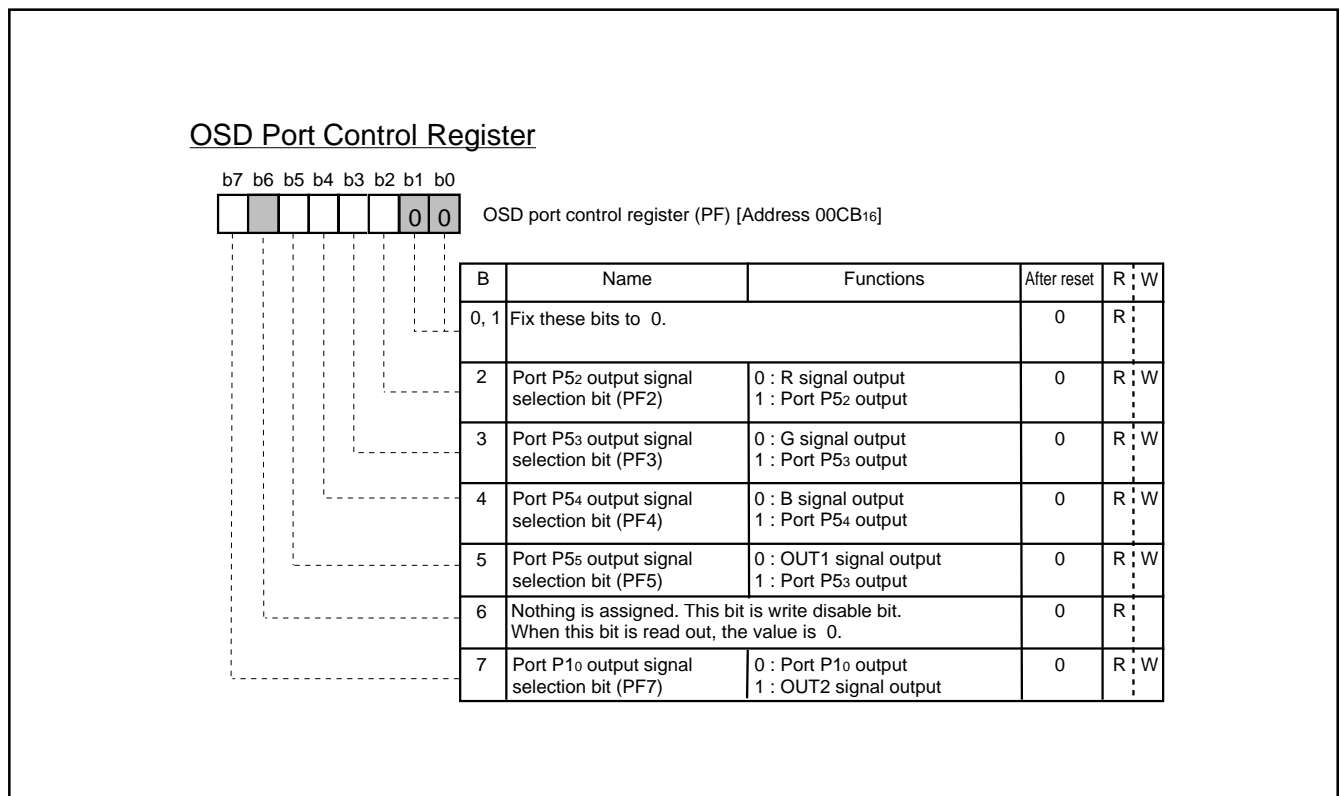 OSD Port Control Register
b7 b6 b5 b4 b3 b2 b1 b0
0 0
OSD port control register (PF) [Address 00CB16]
B Name Functions After reset R W
0, 1 Fix these bits to 0. 0 R
2 Port P52 output signal selection bit (PF2) 0 : R signal output 0 R W
1 : Port P52 output
3 Port P53 output signal selection bit (PF3) 0 : G signal output 0 R W
1 : Port P53 output
4 Port P54 output signal selection bit (PF4) 0 : B signal output 0 R W
1 : Port P54 output
5 Port P55 output signal selection bit (PF5) 0 : OUT1 signal output 0 R W
1 : Port P53 output
6 Nothing is assigned. This bit is write disable bit. 0 R
When this bit is read out, the value is 0.
7 Port P10 output signal selection bit (PF7) 0 : Port P10 output 0 R W
1 : OUT2 signal output